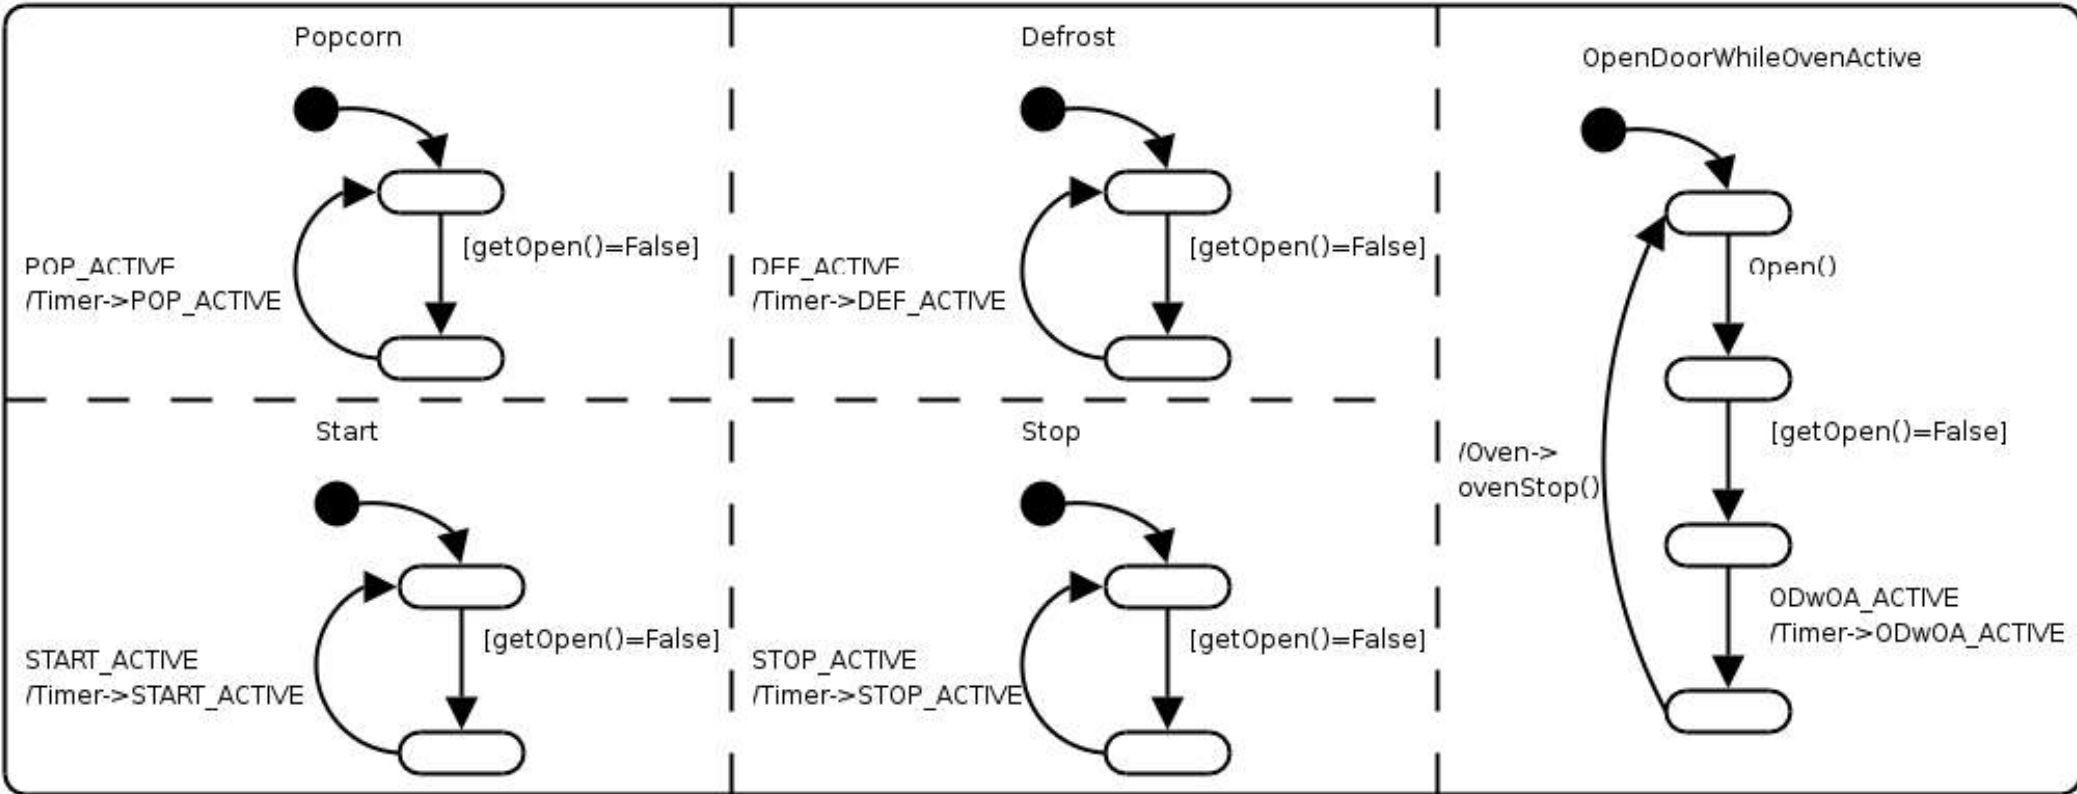 Popcorn
[getOpen()=False]
POP_ACTIVE
/Timer->POP_ACTIVE
Defrost
[getOpen()=False]
DEF_ACTIVE
/Timer->DEF_ACTIVE
Start
[getOpen()=False]
START_ACTIVE
/Timer->START_ACTIVE
Stop
[getOpen()=False]
STOP_ACTIVE
/Timer->STOP_ACTIVE
OpenDoorWhileOvenActive
Open()
[getOpen()=False]
/Oven->
ovenStop()
ODwOA_ACTIVE
/Timer->ODwOA_ACTIVE